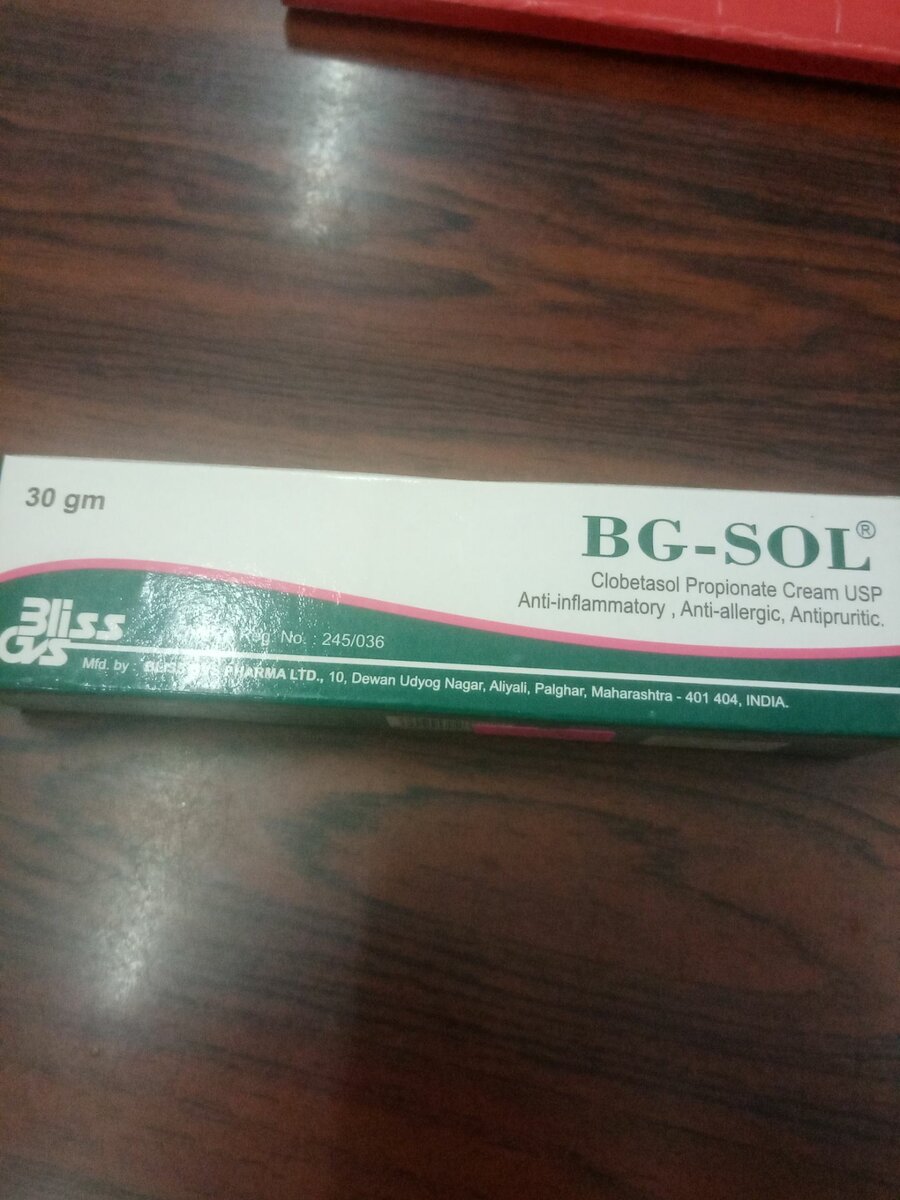 30 gm
BG-SOL®
Clobetasol Propionate Cream USP
Anti-inflammatory , Anti-allergic, Antipruritic.
Bliss
GVS
Reg. No. : 245/036
Mfd. by : BLISS PHARMA LTD., 10, Dewan Udyog Nagar, Aliyali, Palghar, Maharashtra - 401 404, INDIA.